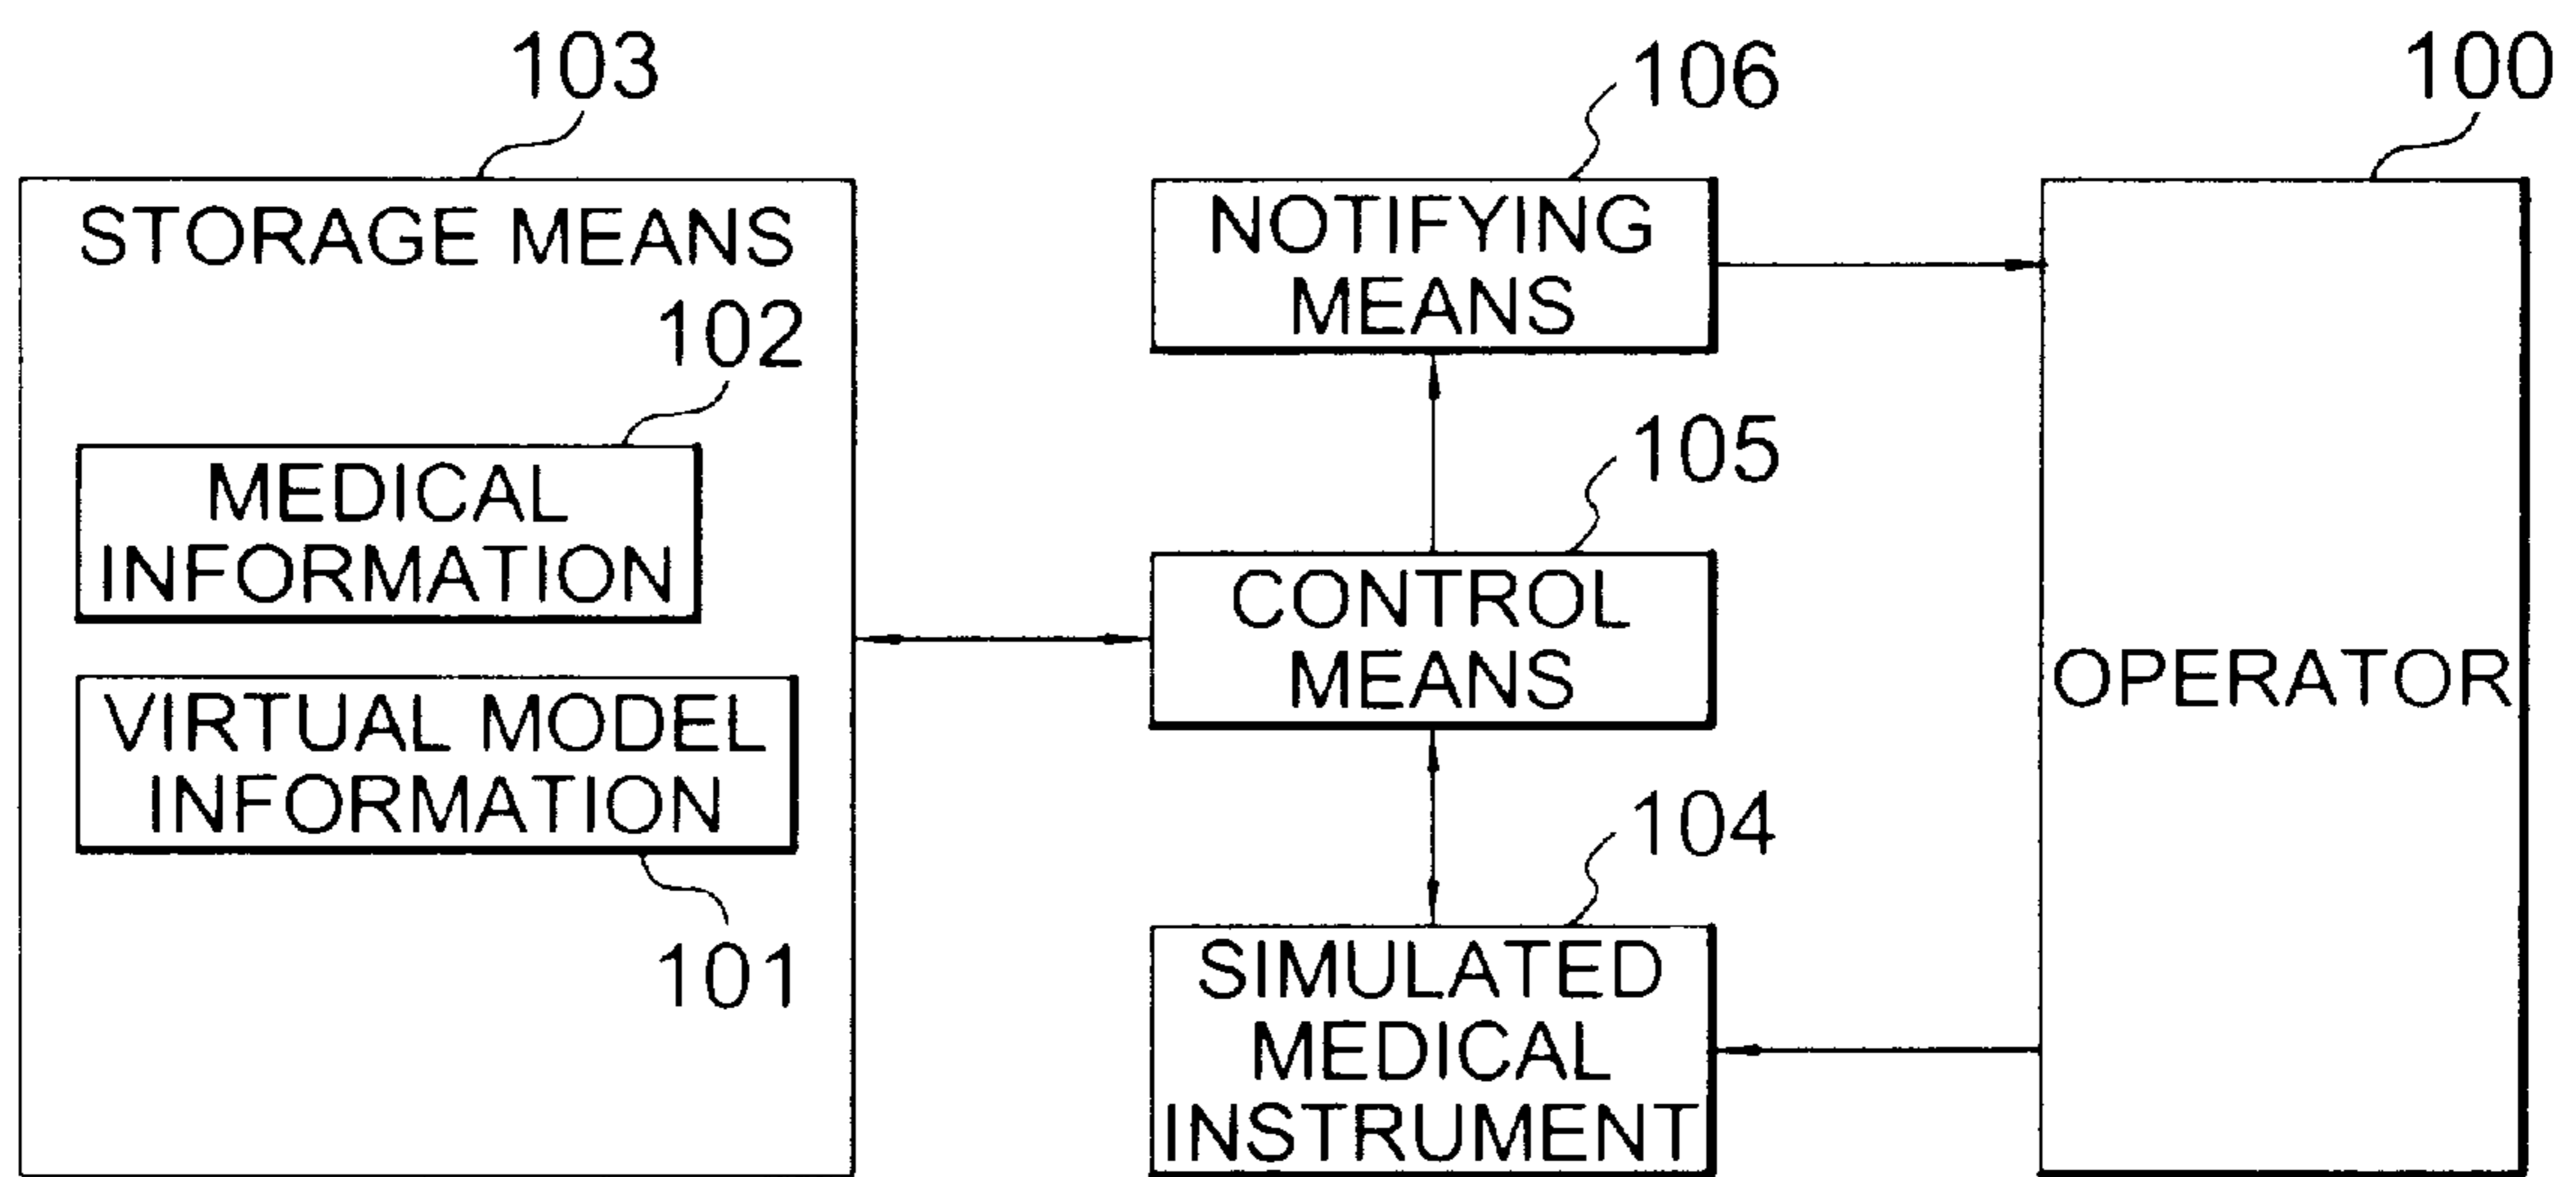 103
STORAGE MEANS
102
MEDICAL
INFORMATION
VIRTUAL MODEL
INFORMATION
101
106
NOTIFYING
MEANS
105
CONTROL
MEANS
104
SIMULATED
MEDICAL
INSTRUMENT
100
OPERATOR